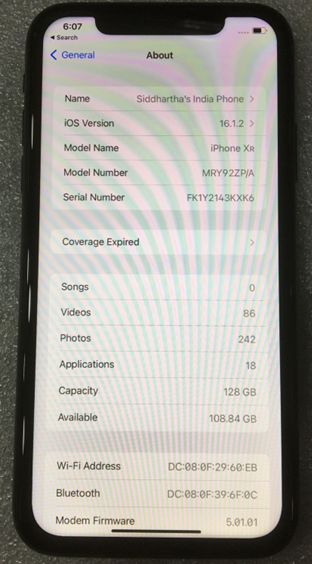 6:07
◂ Search
General About
Name Siddhartha's India Phone
iOS Version 16.1.2
Model Name iPhone XR
Model Number MRY92ZP/A
Serial Number FK1Y2143KXK6
Coverage Expired
Songs 0
Videos 86
Photos 242
Applications 18
Capacity 128 GB
Available 108.84 GB
Wi-Fi Address DC:08:0F:29:60:EB
Bluetooth DC:08:0F:39:6F:0C
Modem Firmware 5.01.01